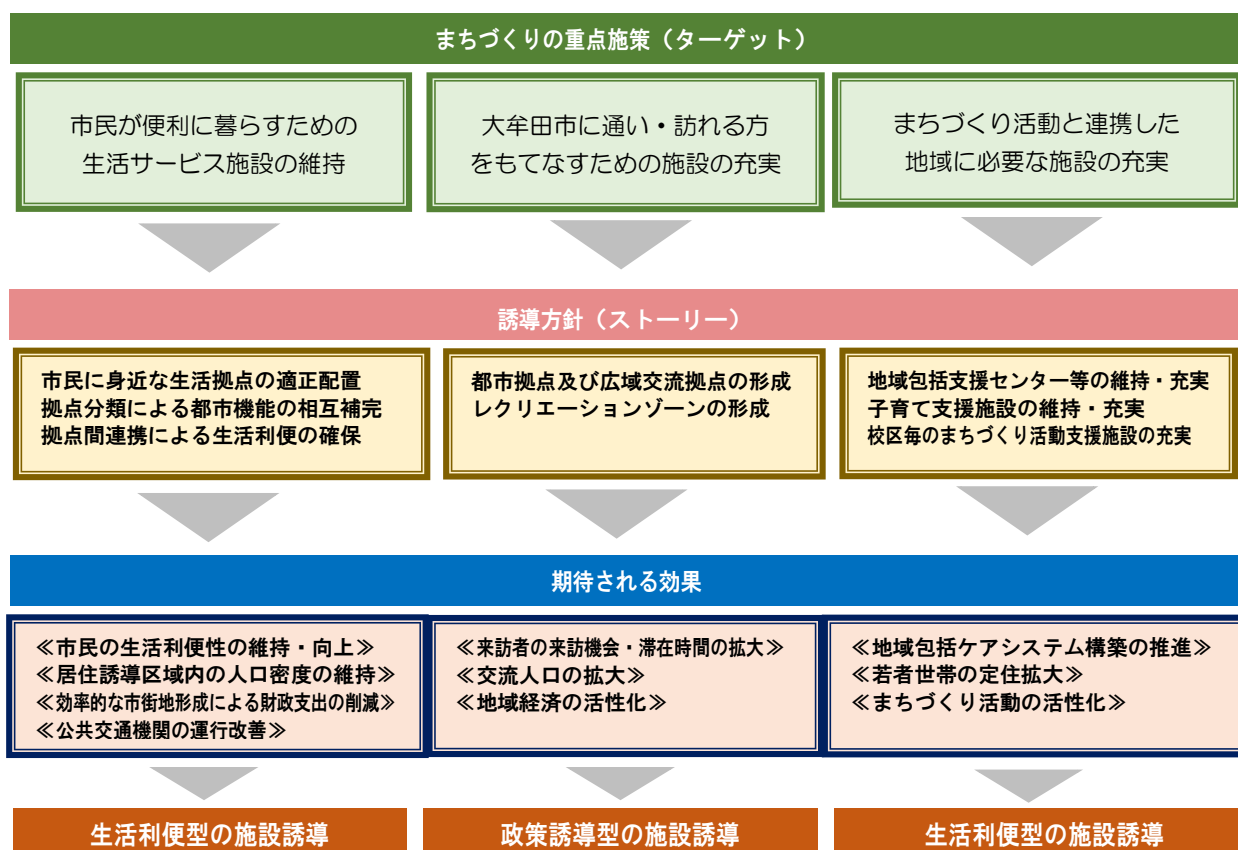 まちづくりの重点施策（ターゲット）
市民が便利に暮らすための
生活サービス施設の維持
大牟田市に通い・訪れる方
をもてなすための施設の充実
まちづくり活動と連携した
地域に必要な施設の充実
誘導方針（ストーリー）
市民に身近な生活拠点の適正配置
拠点分類による都市機能の相互補完
拠点間連携による生活利便の確保
都市拠点及び広域交流拠点の形成
レクリエーションゾーンの形成
地域包括支援センター等の維持・充実
子育て支援施設の維持・充実
校区毎のまちづくり活動支援施設の充実
期待される効果
≪市民の生活利便性の維持・向上≫
≪居住誘導区域内の人口密度の維持≫
≪効率的な市街地形成による財政支出の削減≫
≪公共交通機関の運行改善≫
≪来訪者の来訪機会・滞在時間の拡大≫
≪交流人口の拡大≫
≪地域経済の活性化≫
≪地域包括ケアシステム構築の推進≫
≪若者世帯の定住拡大≫
≪まちづくり活動の活性化≫
生活利便型の施設誘導
政策誘導型の施設誘導
生活利便型の施設誘導